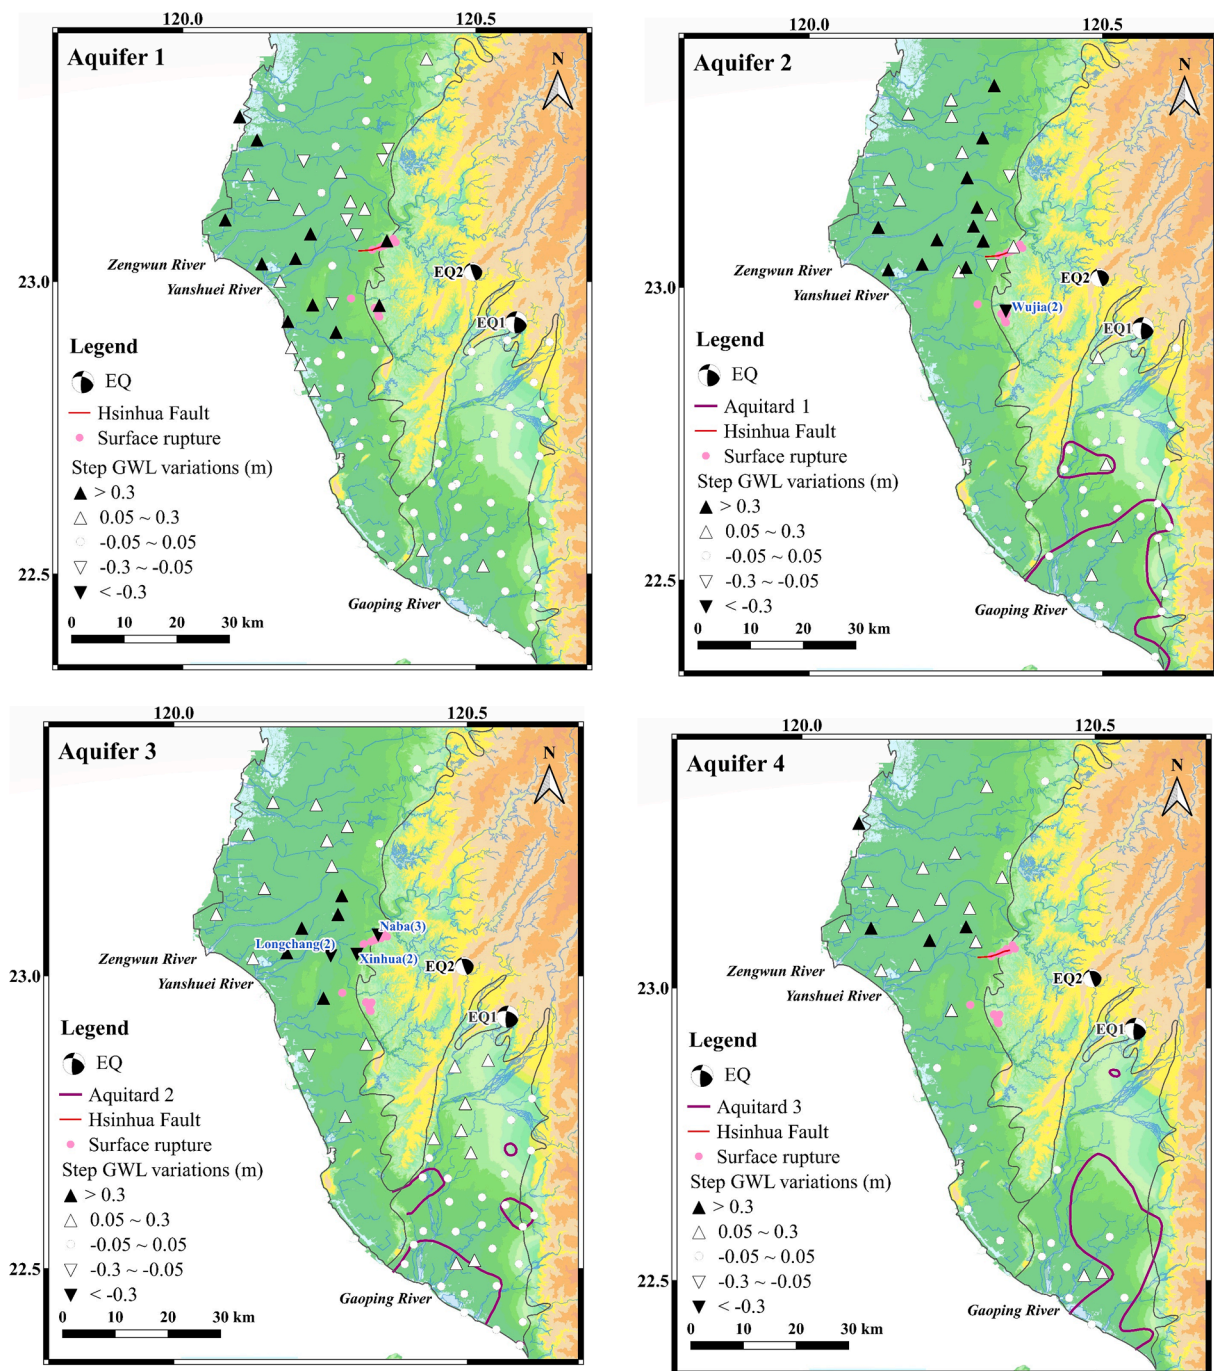 120.0 120.5
Aquifer 1
N
Zengwun River
23.0
Yanshuei River
EQ2
EQ1
Legend
EQ
Hsinhua Fault
Surface rupture
Step GWL variations (m)
> 0.3
0.05 ~ 0.3
-0.05 ~ 0.05
-0.3 ~ -0.05
< -0.3
22.5
Gaoping River
0 10 20 30 km
120.0 120.5
Aquifer 2
N
Zengwun River
23.0
Yanshuei River
EQ2
Wujia(2)
EQ1
Legend
EQ
Aquitard 1
Hsinhua Fault
Surface rupture
Step GWL variations (m)
> 0.3
0.05 ~ 0.3
-0.05 ~ 0.05
-0.3 ~ -0.05
< -0.3
22.5
Gaoping River
0 10 20 30 km
120.0 120.5
Aquifer 3
N
Naba(3)
Longchang(2)
Xinhua(2)
Zengwun River
23.0
Yanshuei River
EQ2
EQ1
Legend
EQ
Aquitard 2
Hsinhua Fault
Surface rupture
Step GWL variations (m)
> 0.3
0.05 ~ 0.3
-0.05 ~ 0.05
-0.3 ~ -0.05
< -0.3
22.5
Gaoping River
0 10 20 30 km
120.0 120.5
Aquifer 4
N
Zengwun River
23.0
Yanshuei River
EQ2
EQ1
Legend
EQ
Aquitard 3
Hsinhua Fault
Surface rupture
Step GWL variations (m)
> 0.3
0.05 ~ 0.3
-0.05 ~ 0.05
-0.3 ~ -0.05
< -0.3
22.5
Gaoping River
0 10 20 30 km